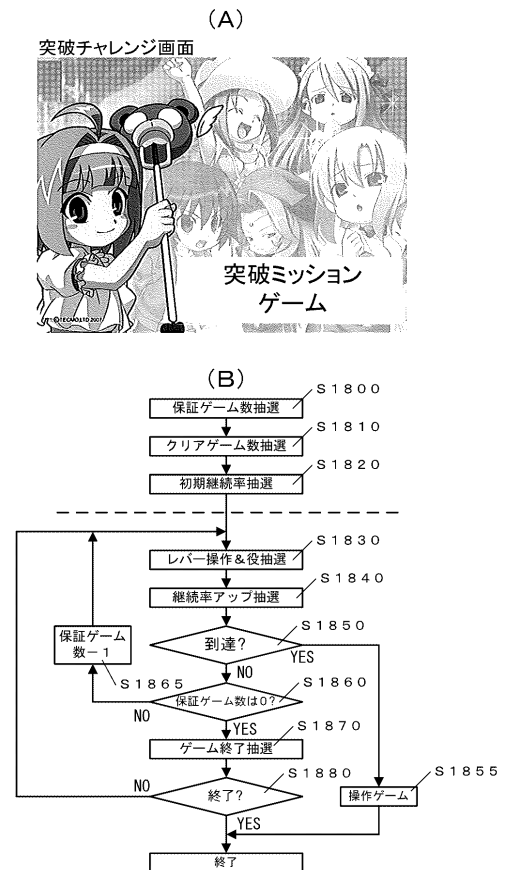 (A)
突破チャレンジ画面
突破ミッション
ゲーム
©TECMO,LTD 2007
(B)
保証ゲーム数抽選
S1800
クリアゲーム数抽選
S1810
初期継続率抽選
S1820
レバー操作&役抽選
S1830
継続率アップ抽選
S1840
到達?
S1850
YES
NO
保証ゲーム
数-1
S1865
保証ゲーム数は0?
S1860
NO
YES
ゲーム終了抽選
S1870
終了?
S1880
NO
YES
操作ゲーム
S1855
終了